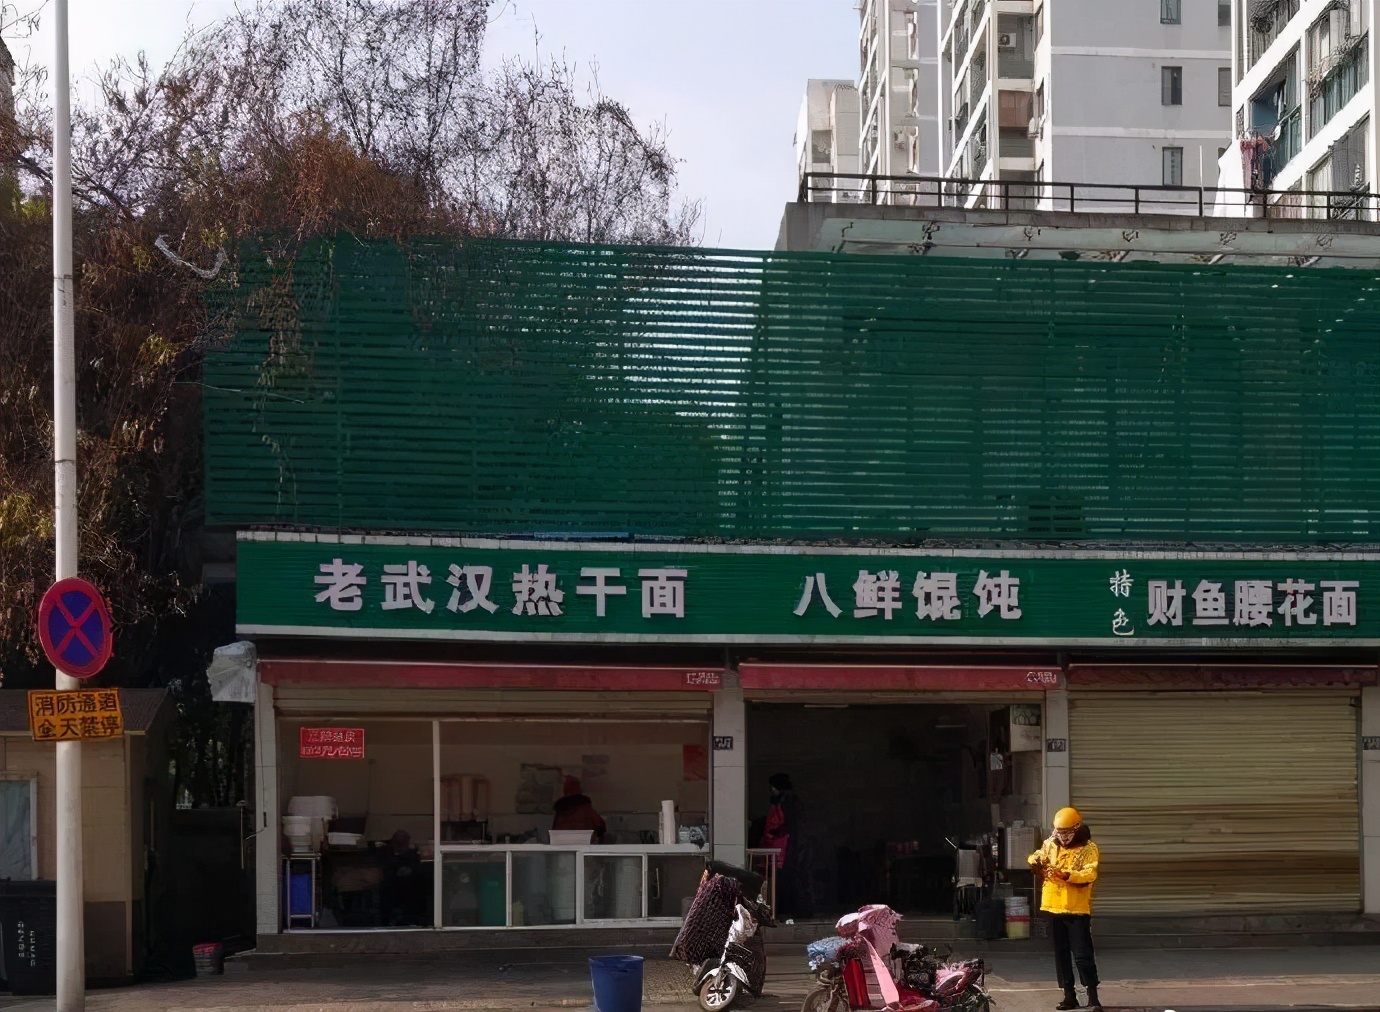 老武汉热干面
八鲜馄饨
特色
财鱼腰花面
消防通道
全天禁停